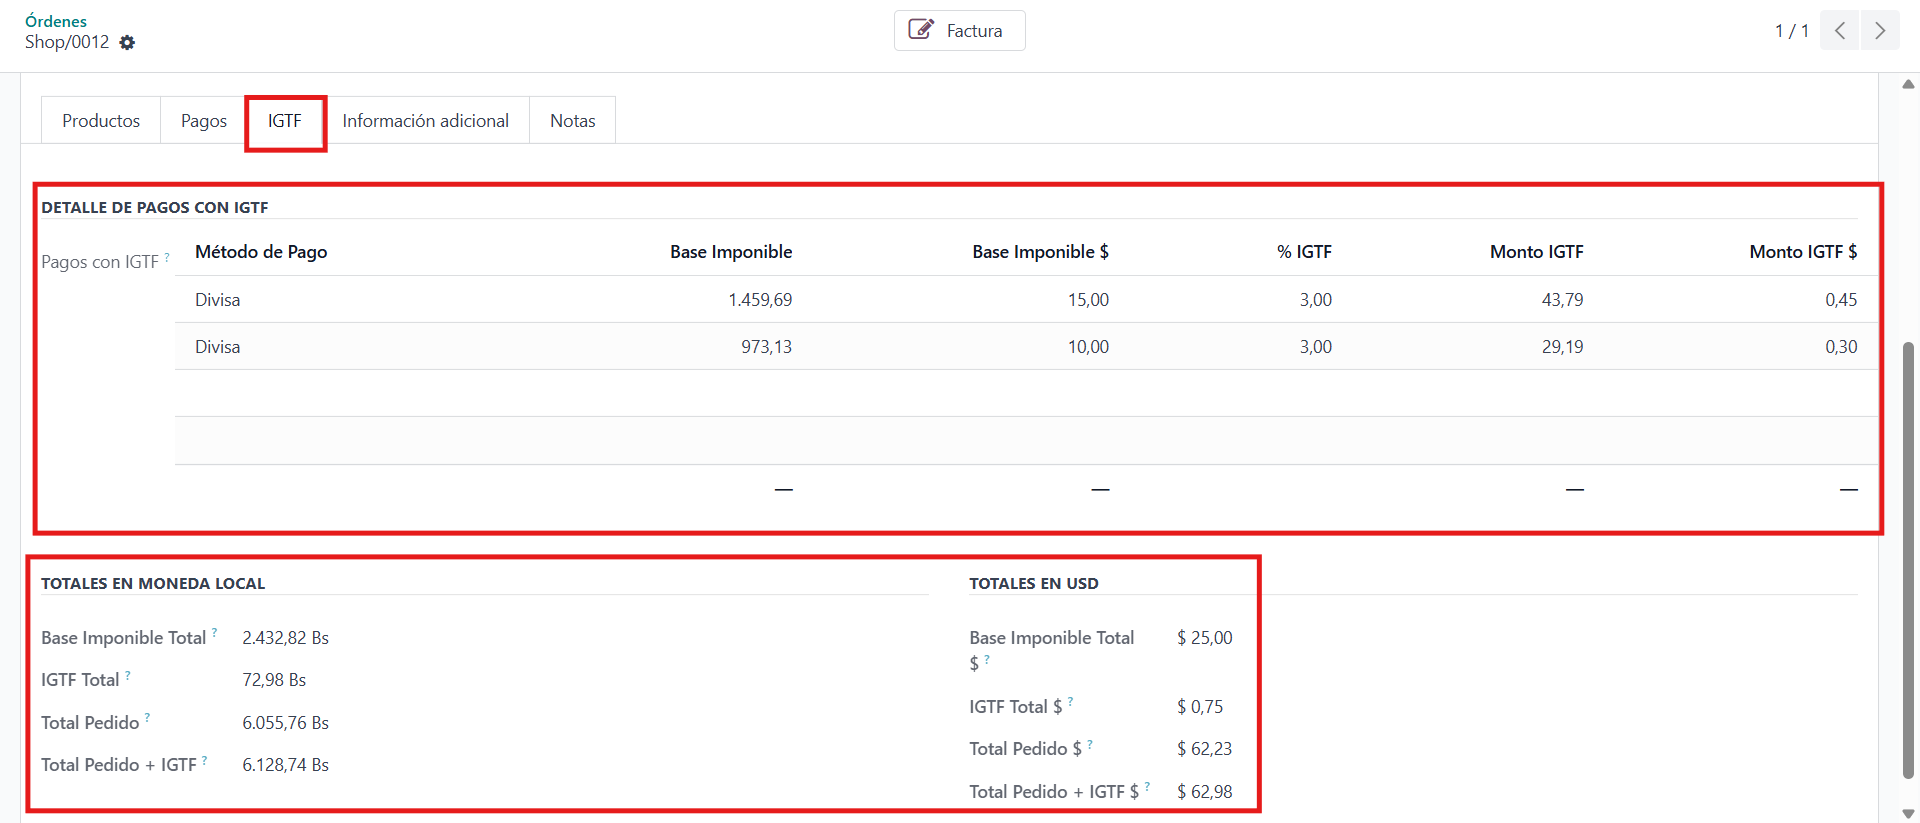 Órdenes
Shop/0012
Factura
1 / 1
Productos Pagos IGTF Información adicional Notas
DETALLE DE PAGOS CON IGTF
Pagos con IGTF ?
Método de Pago Base Imponible Base Imponible $ % IGTF Monto IGTF Monto IGTF $
Divisa 1.459,69 15,00 3,00 43,79 0,45
Divisa 973,13 10,00 3,00 29,19 0,30
— — — —
TOTALES EN MONEDA LOCAL
Base Imponible Total ? 2.432,82 Bs
IGTF Total ? 72,98 Bs
Total Pedido ? 6.055,76 Bs
Total Pedido + IGTF ? 6.128,74 Bs
TOTALES EN USD
Base Imponible Total $ 25,00
$ ?
IGTF Total $ ? $ 0,75
Total Pedido $ ? $ 62,23
Total Pedido + IGTF $ ? $ 62,98